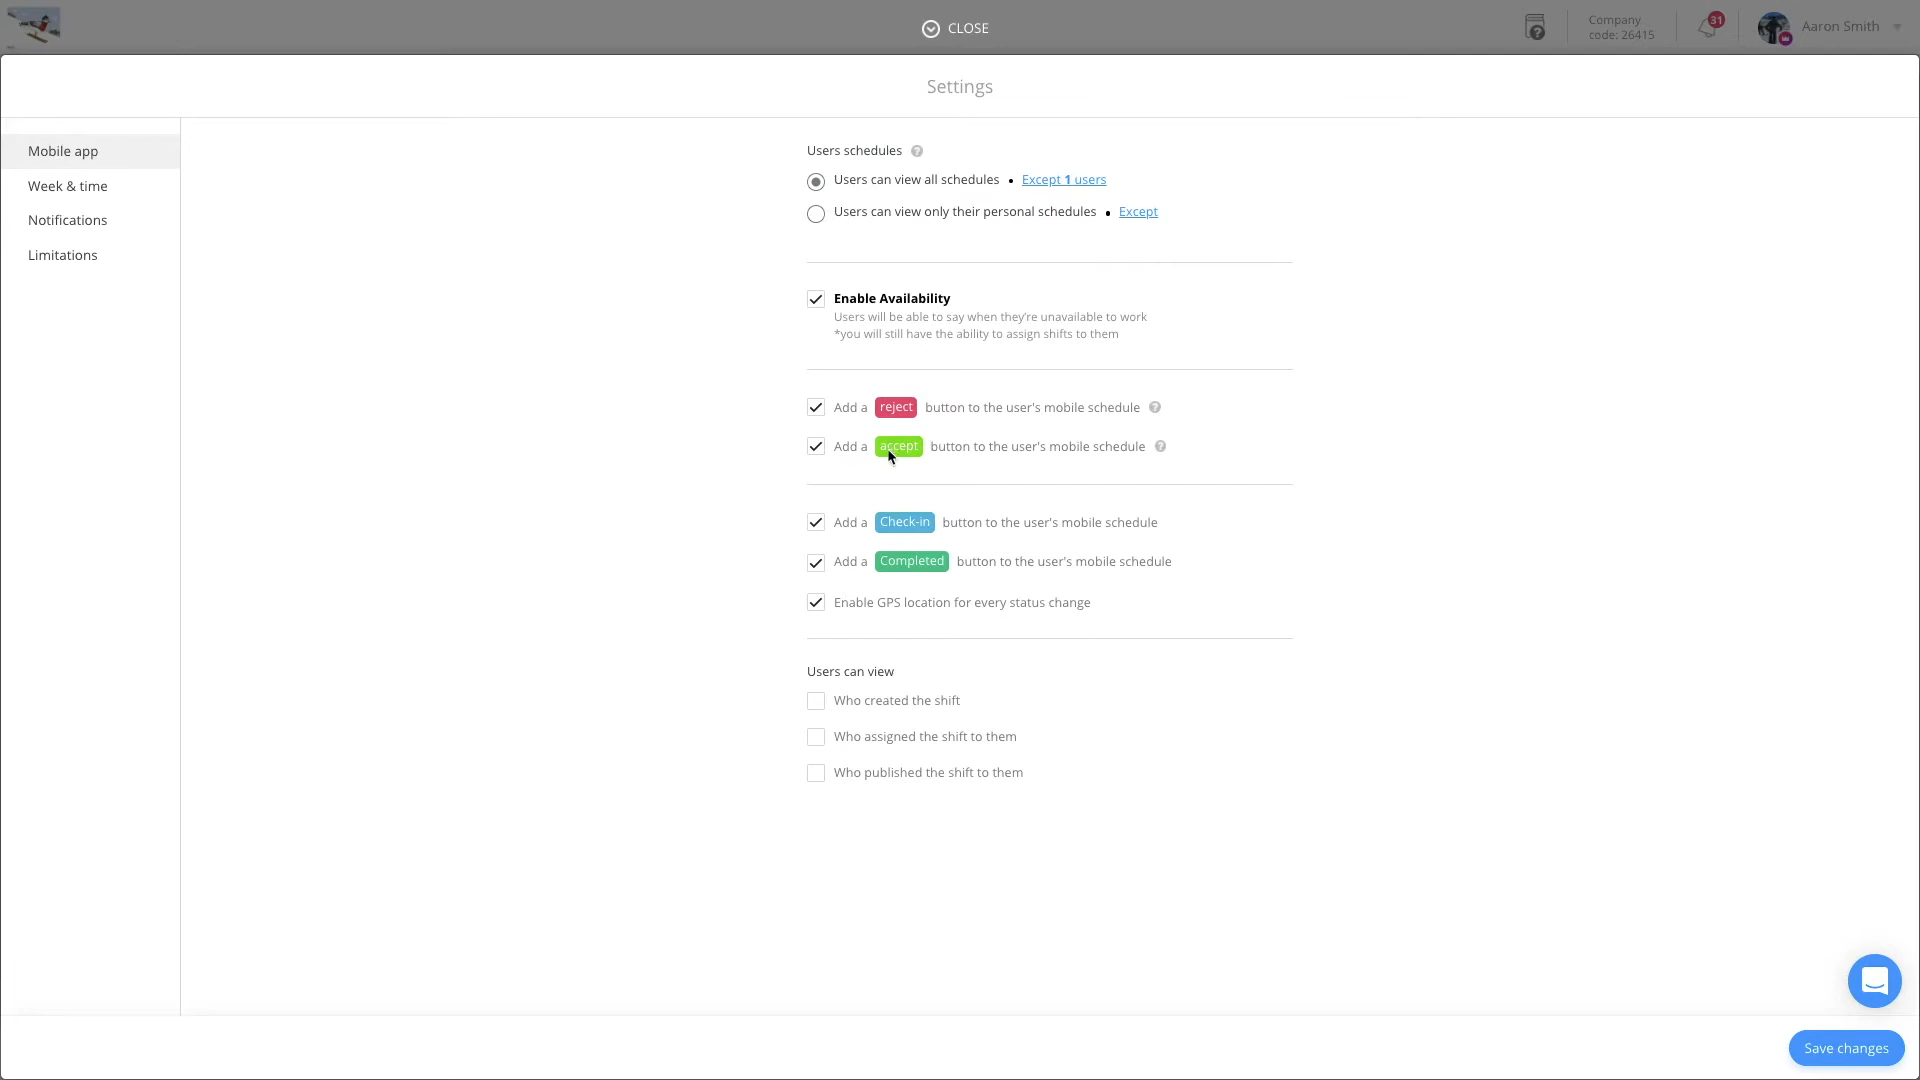 CLOSE
Company
code: 26415
31
Aaron Smith
Settings
Mobile app
Week & time
Notifications
Limitations
Users schedules ?
Users can view all schedules • Except 1 users
Users can view only their personal schedules • Except
Enable Availability
Users will be able to say when they're unavailable to work
*you will still have the ability to assign shifts to them
Add a reject button to the user's mobile schedule ?
Add a accept button to the user's mobile schedule ?
Add a Check-in button to the user's mobile schedule
Add a Completed button to the user's mobile schedule
Enable GPS location for every status change
Users can view
Who created the shift
Who assigned the shift to them
Who published the shift to them
Save changes